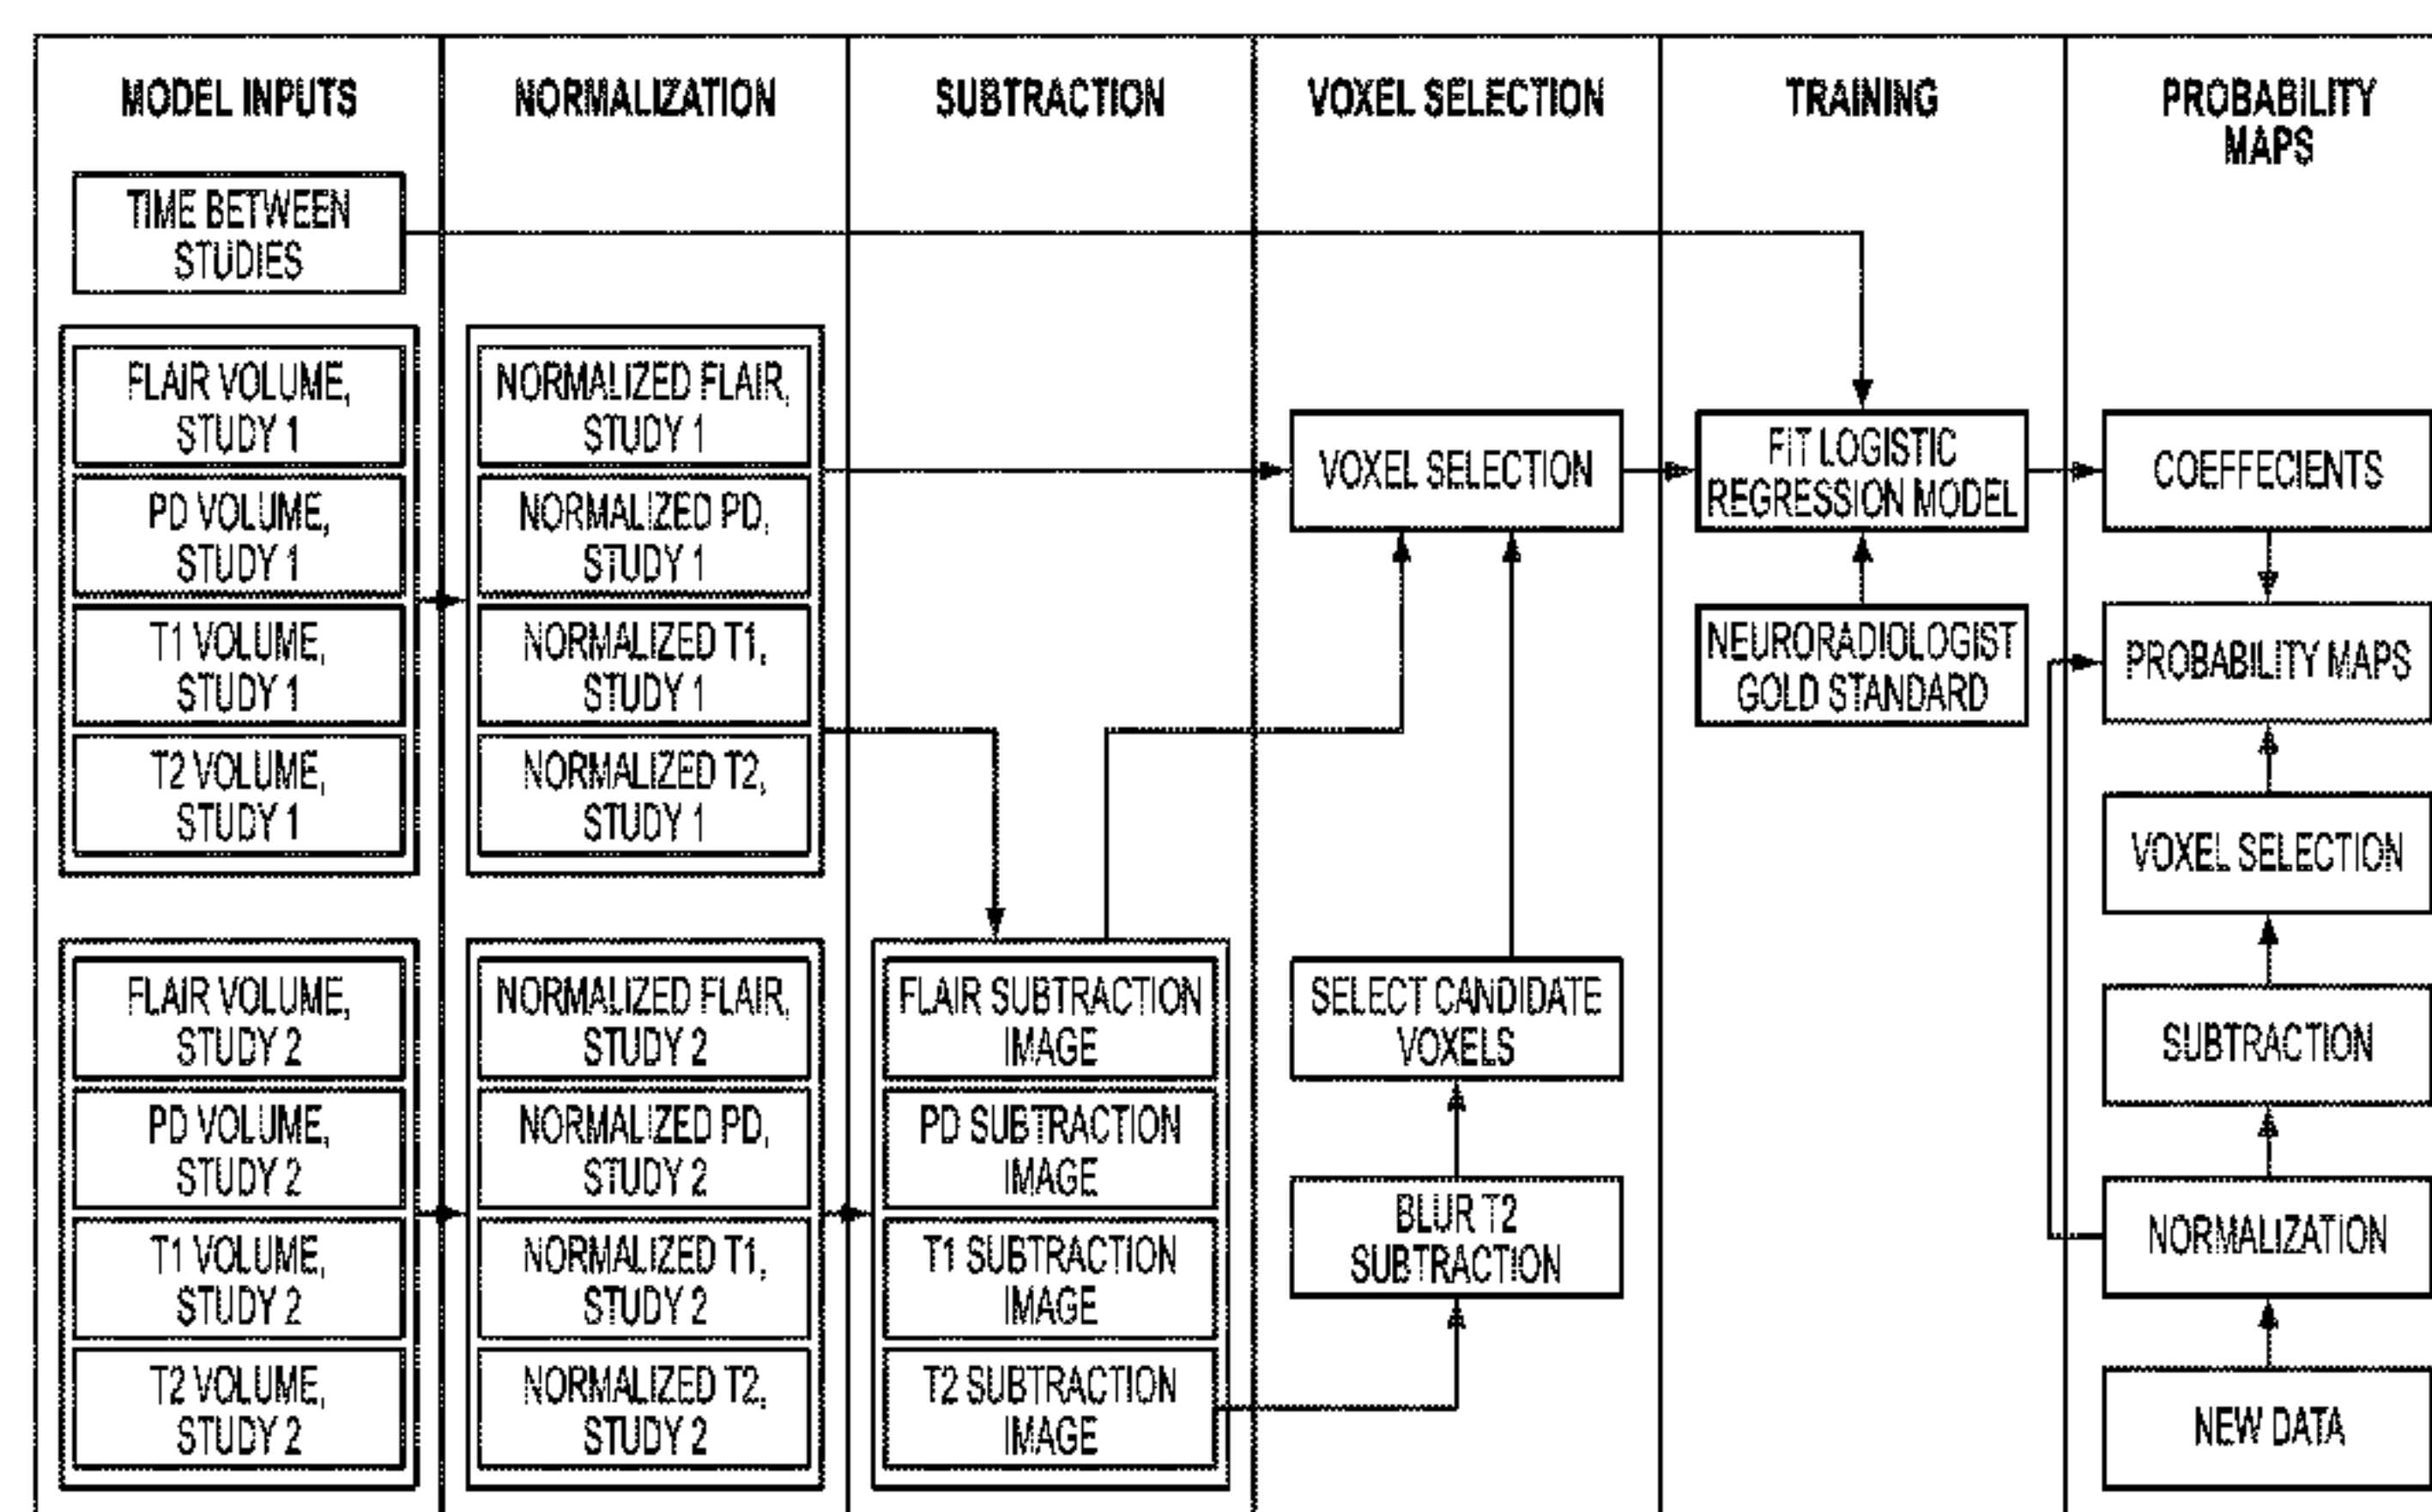 MODEL INPUTS
TIME BETWEEN
STUDIES
FLAIR VOLUME,
STUDY 1
PD VOLUME,
STUDY 1
T1 VOLUME,
STUDY 1
T2 VOLUME,
STUDY 1
FLAIR VOLUME,
STUDY 2
PD VOLUME,
STUDY 2
T1 VOLUME,
STUDY 2
T2 VOLUME,
STUDY 2
NORMALIZATION
NORMALIZED FLAIR,
STUDY 1
NORMALIZED PD,
STUDY 1
NORMALIZED T1,
STUDY 1
NORMALIZED T2,
STUDY 1
NORMALIZED FLAIR,
STUDY 2
NORMALIZED PD,
STUDY 2
NORMALIZED T1,
STUDY 2
NORMALIZED T2,
STUDY 2
SUBTRACTION
FLAIR SUBTRACTION
IMAGE
PD SUBTRACTION
IMAGE
T1 SUBTRACTION
IMAGE
T2 SUBTRACTION
IMAGE
VOXEL SELECTION
VOXEL SELECTION
SELECT CANDIDATE
VOXELS
BLUR T2
SUBTRACTION
TRAINING
FIT LOGISTIC
REGRESSION MODEL
NEURORADIOLOGIST
GOLD STANDARD
PROBABILITY
MAPS
COEFFECIENTS
PROBABILITY MAPS
VOXEL SELECTION
SUBTRACTION
NORMALIZATION
NEW DATA